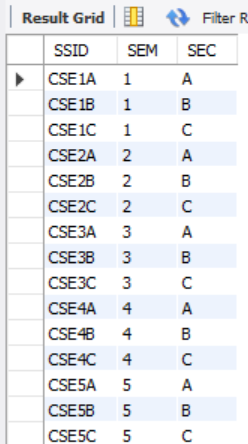 Result Grid Filter R
SSID SEM SEC
CSE1A 1 A
CSE1B 1 B
CSE1C 1 C
CSE2A 2 A
CSE2B 2 B
CSE2C 2 C
CSE3A 3 A
CSE3B 3 B
CSE3C 3 C
CSE4A 4 A
CSE4B 4 B
CSE4C 4 C
CSE5A 5 A
CSE5B 5 B
CSE5C 5 C